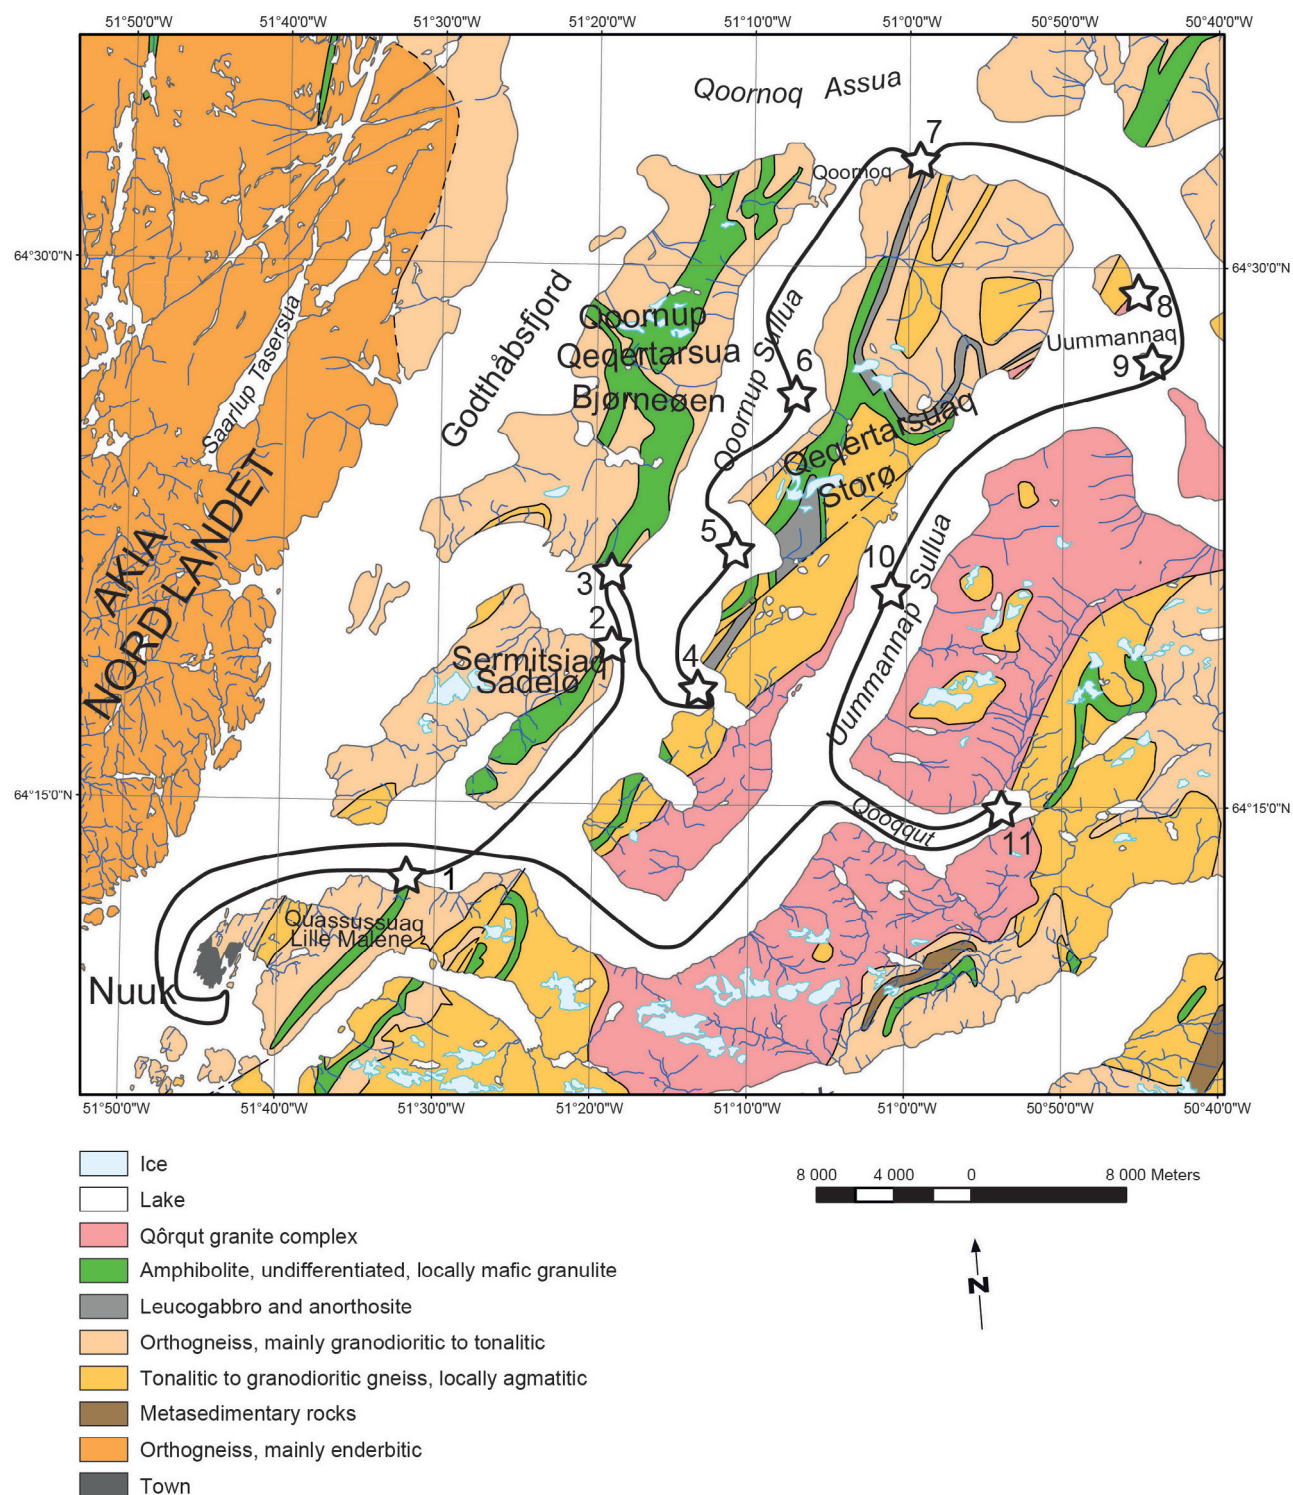 51°50'0"W 51°40'0"W 51°30'0"W 51°20'0"W 51°10'0"W 51°0'0"W 50°50'0"W 50°40'0"W
Qoornoq Assua
7
Qoornoq
64°30'0"N
64°30'0"N
8
Saarlup Tasersua
Godthåbsfjord
Qoornup
Qeqertarsua
Bjørneøen
Qoornup Sullua
6
Uummannaq
9
Qeqertarsuaq
Storø
AKIA
NORD LANDET
5
10
3
2
Uummannap Sullua
Sermitsiaq
Sadelø
4
64°15'0"N
64°15'0"N
Qooqqut
11
1
Quassussuaq
Lille Malene
Nuuk
51°50'0"W 51°40'0"W 51°30'0"W 51°20'0"W 51°10'0"W 51°0'0"W 50°50'0"W 50°40'0"W
Ice
Lake
Qôrqut granite complex
Amphibolite, undifferentiated, locally mafic granulite
Leucogabbro and anorthosite
Orthogneiss, mainly granodioritic to tonalitic
Tonalitic to granodioritic gneiss, locally agmatitic
Metasedimentary rocks
Orthogneiss, mainly enderbitic
Town
8 000 4 000 0 8 000 Meters
N